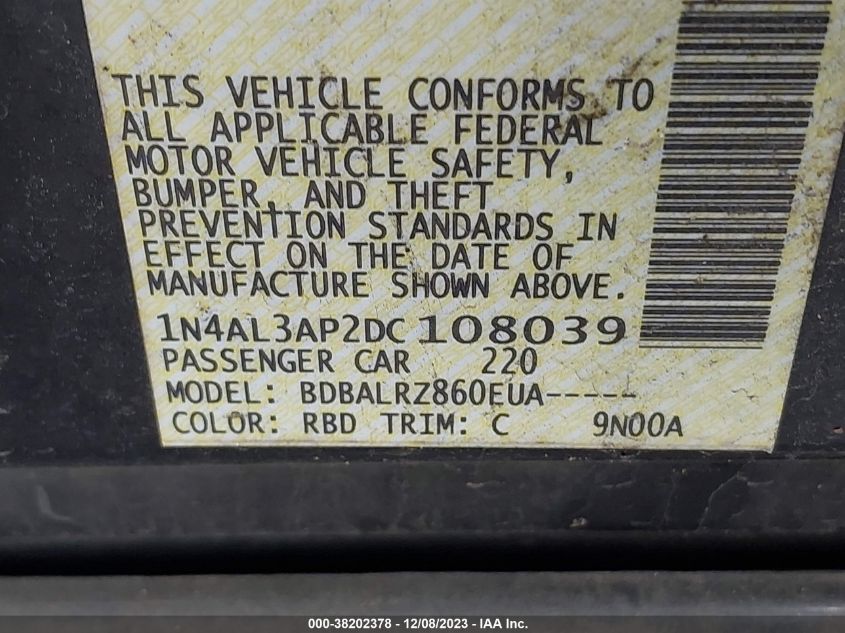 THIS VEHICLE CONFORMS TO
ALL APPLICABLE FEDERAL
MOTOR VEHICLE SAFETY,
BUMPER, AND THEFT
PREVENTION STANDARDS IN
EFFECT ON THE DATE OF
MANUFACTURE SHOWN ABOVE.
1N4AL3AP2DC108039
PASSENGER CAR 220
MODEL: BDBALRZ860EUA-----
COLOR: RBD TRIM: C 9N00A
000-38202378 - 12/08/2023 - IAA Inc.